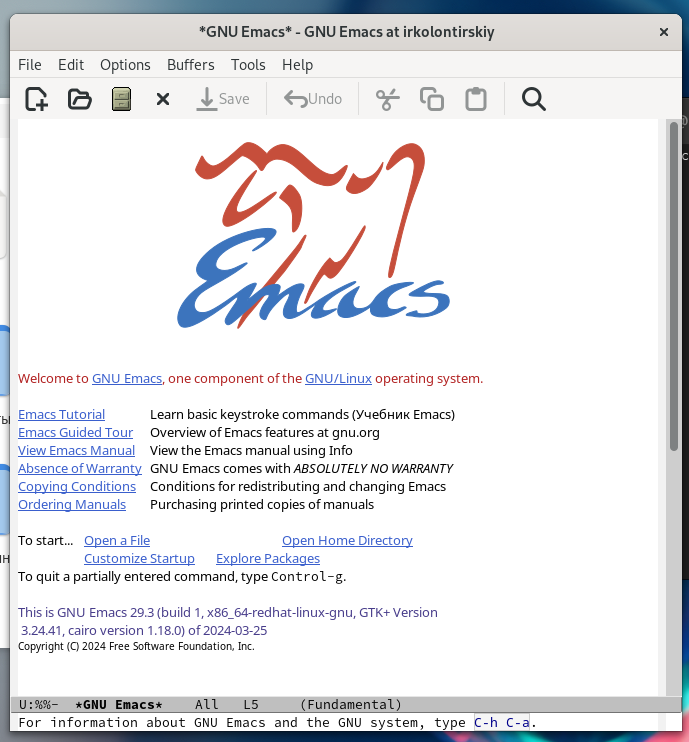 *GNU Emacs* - GNU Emacs at irkolontirskiy
File Edit Options Buffers Tools Help
Save Undo
Emacs
Welcome to GNU Emacs, one component of the GNU/Linux operating system.
Emacs Tutorial Learn basic keystroke commands (Учебник Emacs)
Emacs Guided Tour Overview of Emacs features at gnu.org
View Emacs Manual View the Emacs manual using Info
Absence of Warranty GNU Emacs comes with ABSOLUTELY NO WARRANTY
Copying Conditions Conditions for redistributing and changing Emacs
Ordering Manuals Purchasing printed copies of manuals
To start... Open a File Open Home Directory
Customize Startup Explore Packages
To quit a partially entered command, type Control-g.
This is GNU Emacs 29.3 (build 1, x86_64-redhat-linux-gnu, GTK+ Version
3.24.41, cairo version 1.18.0) of 2024-03-25
Copyright (C) 2024 Free Software Foundation, Inc.
U:%%- *GNU Emacs* All L5 (Fundamental)
For information about GNU Emacs and the GNU system, type C-h C-a.